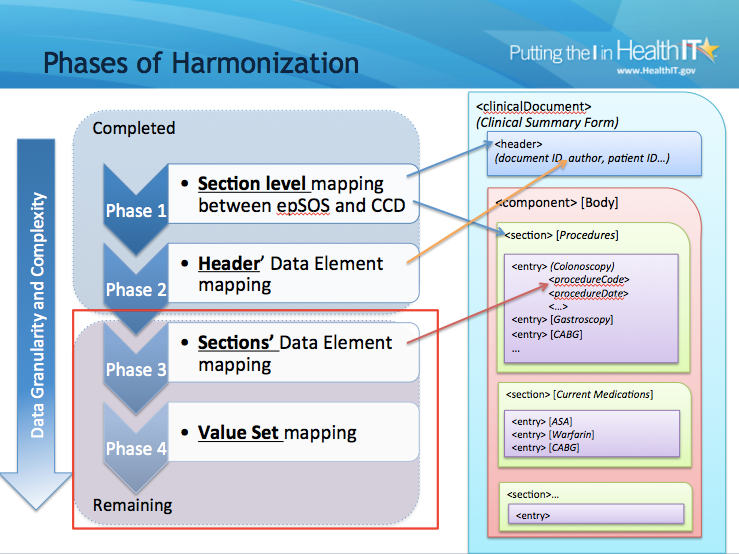 Phases of Harmonization
Putting the I in HealthIT
www.HealthIT.gov
Data Granularity and Complexity
Completed
Phase 1
• Section level mapping
between epSOS and CCD
Phase 2
• Header’ Data Element
mapping
Phase 3
• Sections’ Data Element
mapping
Phase 4
• Value Set mapping
Remaining
<clinicalDocument>
(Clinical Summary Form)
<header>
(document ID, author, patient ID…)
<component> [Body]
<section> [Procedures]
<entry> (Colonoscopy)
<procedureCode>
<procedureDate>
<…>
<entry> [Gastroscopy]
<entry> [CABG]
…
<section> [Current Medications]
<entry> [ASA]
<entry> [Warfarin]
<entry> [CABG]
<section>…
<entry>